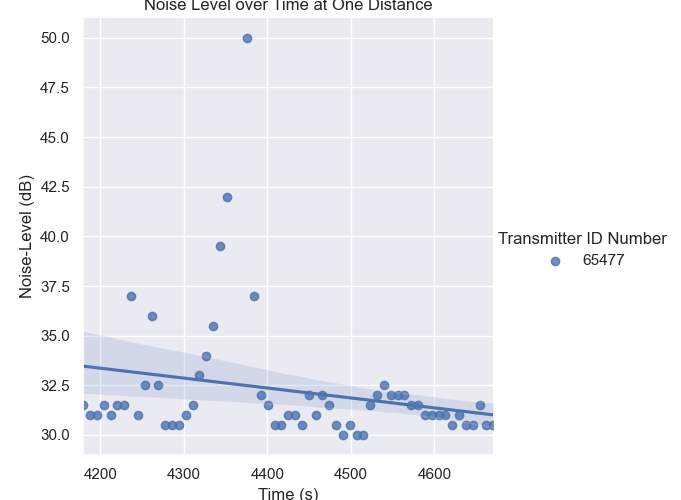 Noise Level over Time at One Distance
50.0
47.5
45.0
42.5
40.0
37.5
35.0
32.5
30.0
Noise-Level (dB)
4200 4300 4400 4500 4600
Time (s)
Transmitter ID Number
65477